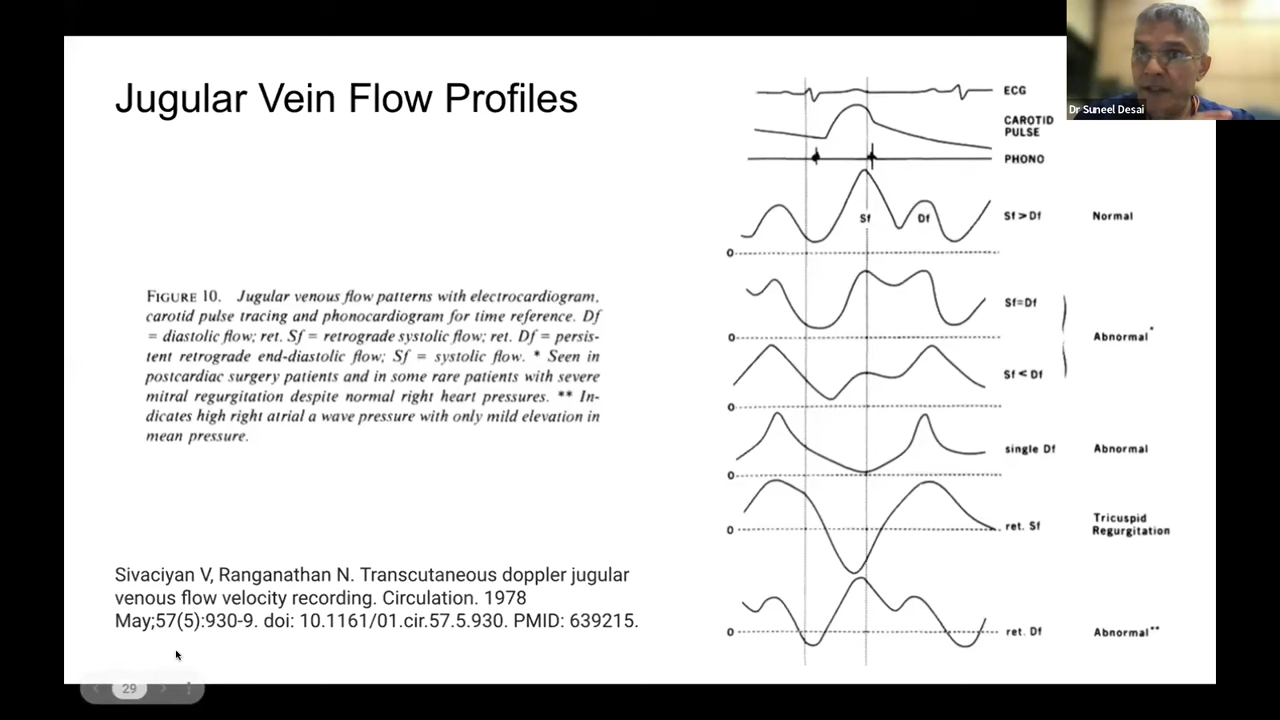 Jugular Vein Flow Profiles
FIGURE 10. Jugular venous flow patterns with electrocardiogram,
carotid pulse tracing and phonocardiogram for time reference. Df
= diastolic flow; ret. Sf = retrograde systolic flow; ret. Df = persis-
tent retrograde end-diastolic flow; Sf = systolic flow. * Seen in
postcardiac surgery patients and in some rare patients with severe
mitral regurgitation despite normal right heart pressures. ** In-
dicates high right atrial a wave pressure with only mild elevation in
mean pressure.
Sivaciyan V, Ranganathan N. Transcutaneous doppler jugular
venous flow velocity recording. Circulation. 1978
May;57(5):930-9. doi: 10.1161/01.cir.57.5.930. PMID: 639215.
29
ECG
CAROTID
PULSE
PHONO
Sf Df
Sf>Df Normal
0
Sf=Df
0
Abnormal*
Sf<Df
0
single Df Abnormal
0
0 ret. Sf
Tricuspid
Regurgitation
0 ret. Df Abnormal**
Dr Suneel Desai